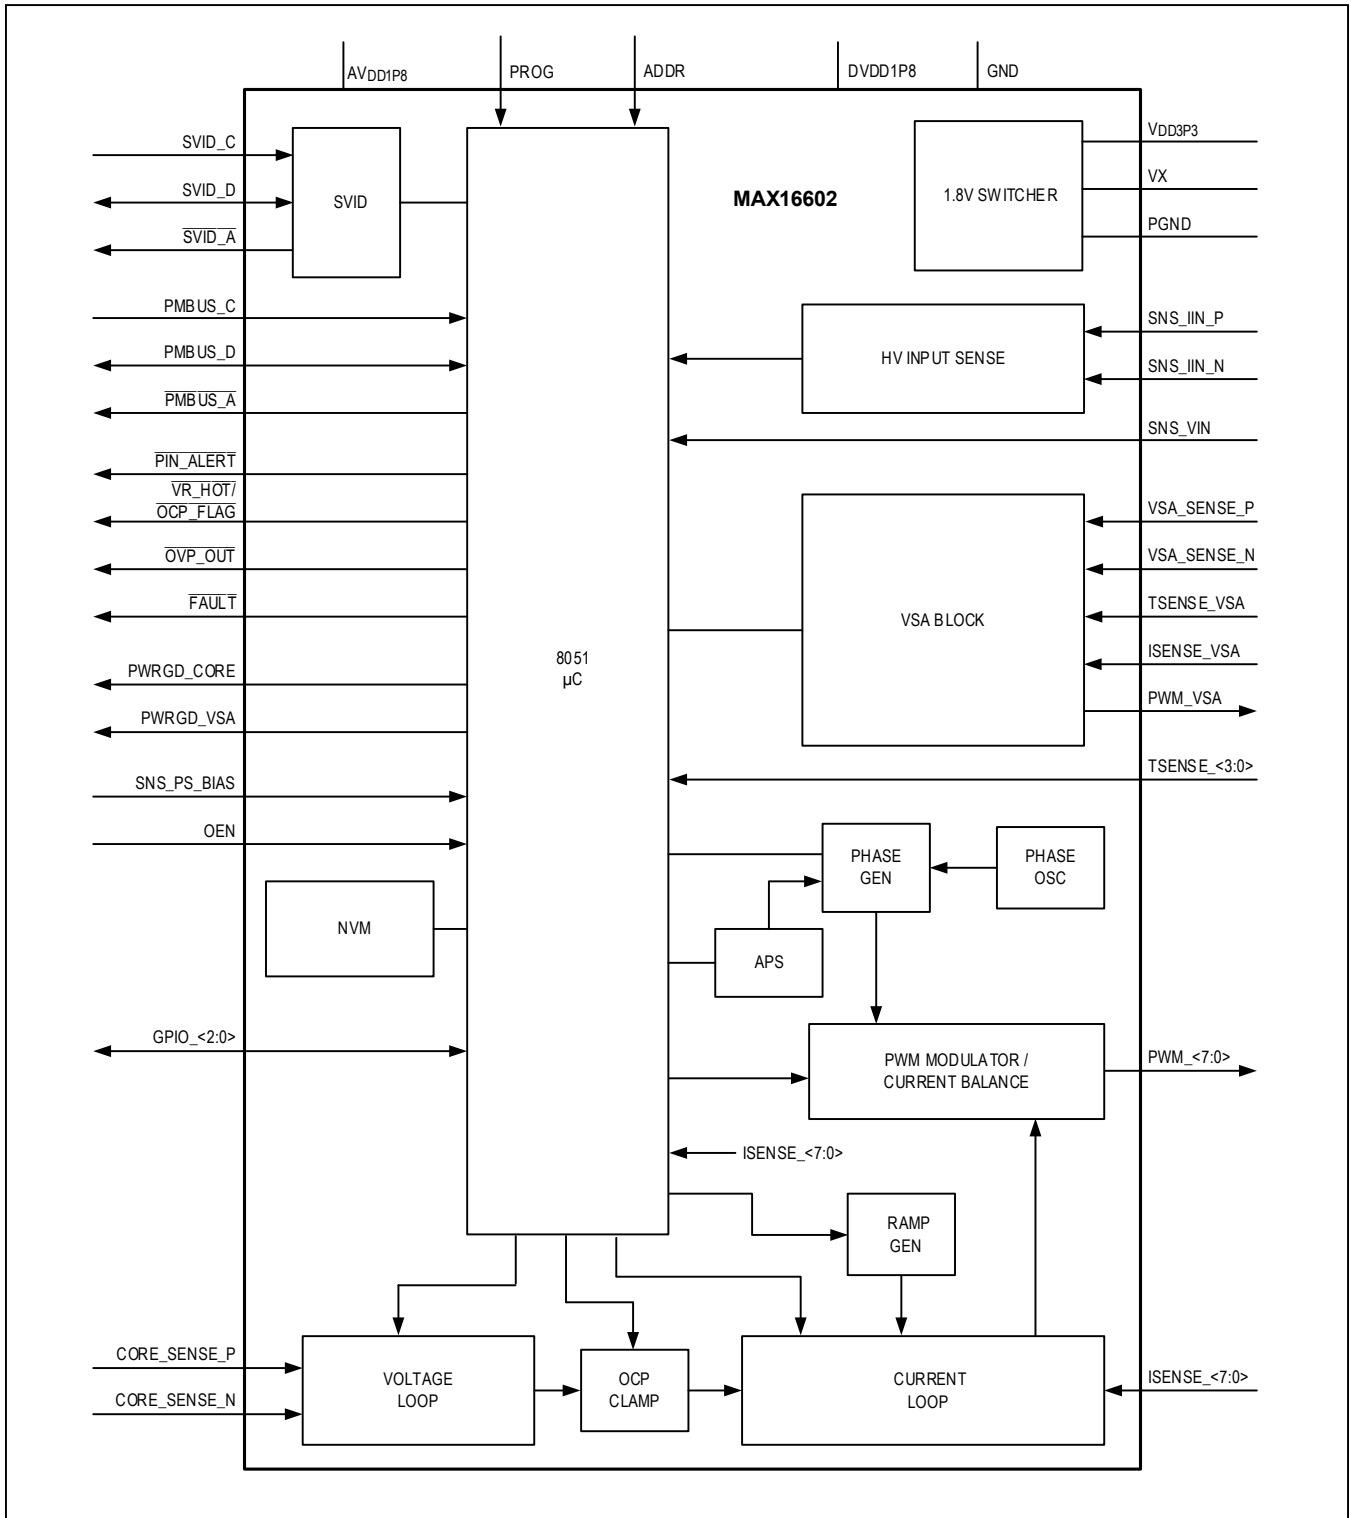 AVDD1P8
PROG
ADDR
DVDD1P8
GND
SVID_C
SVID_D
SVID_A
SVID
MAX16602
1.8V SWITCHER
VDD3P3
VX
PGND
PMBUS_C
PMBUS_D
PMBUS_A
HV INPUT SENSE
SNS_IIN_P
SNS_IIN_N
SNS_VIN
PIN_ALERT
VR_HOT/
OCP_FLAG
OVP_OUT
FAULT
PWRGD_CORE
PWRGD_VSA
8051
µC
VSA BLOCK
VSA_SENSE_P
VSA_SENSE_N
TSENSE_VSA
ISENSE_VSA
PWM_VSA
TSENSE_<3:0>
SNS_PS_BIAS
OEN
NVM
PHASE
GEN
PHASE
OSC
APS
GPIO_<2:0>
PWM MODULATOR /
CURRENT BALANCE
PWM_<7:0>
ISENSE_<7:0>
RAMP
GEN
CORE_SENSE_P
CORE_SENSE_N
VOLTAGE
LOOP
OCP
CLAMP
CURRENT
LOOP
ISENSE_<7:0>